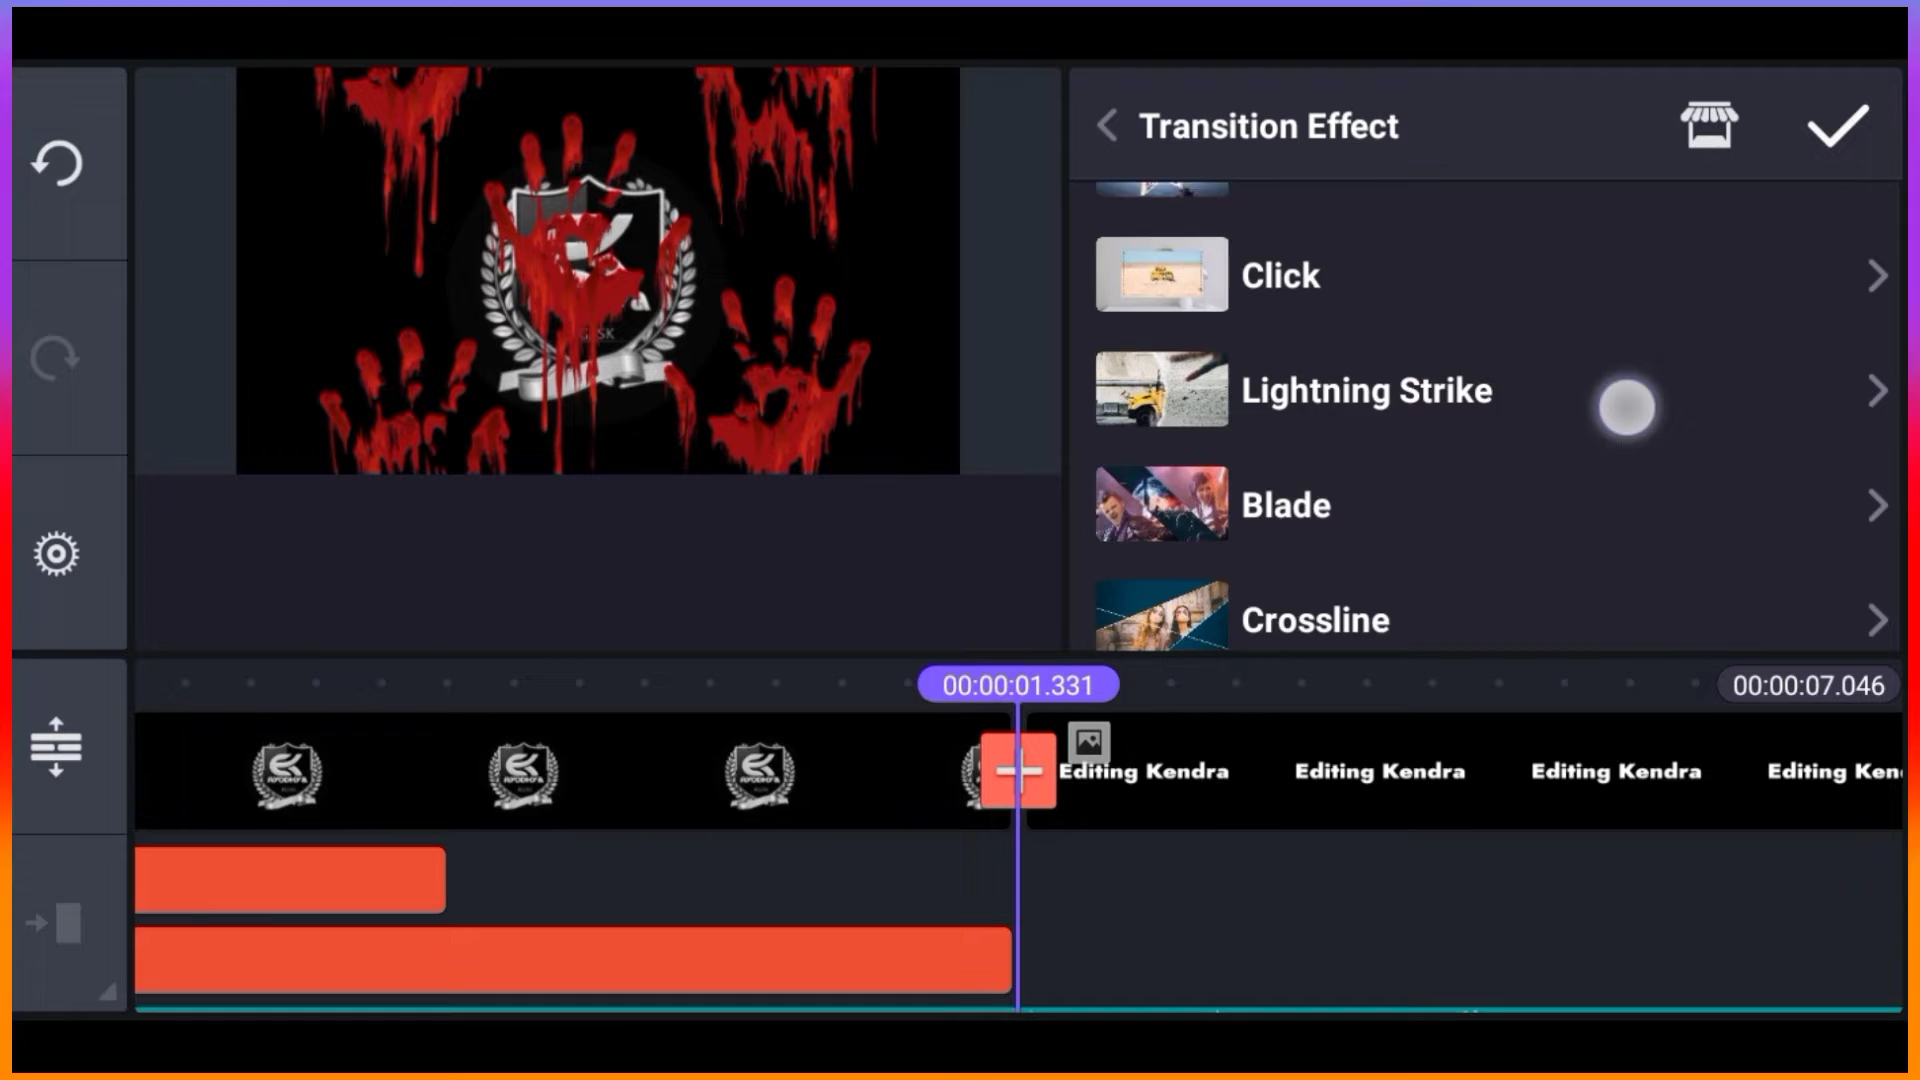 Transition Effect
Click
Lightning Strike
Blade
Crossline
00:00:01.331
00:00:07.046
Editing Kendra
Editing Kendra
Editing Kendra
Editing Ken